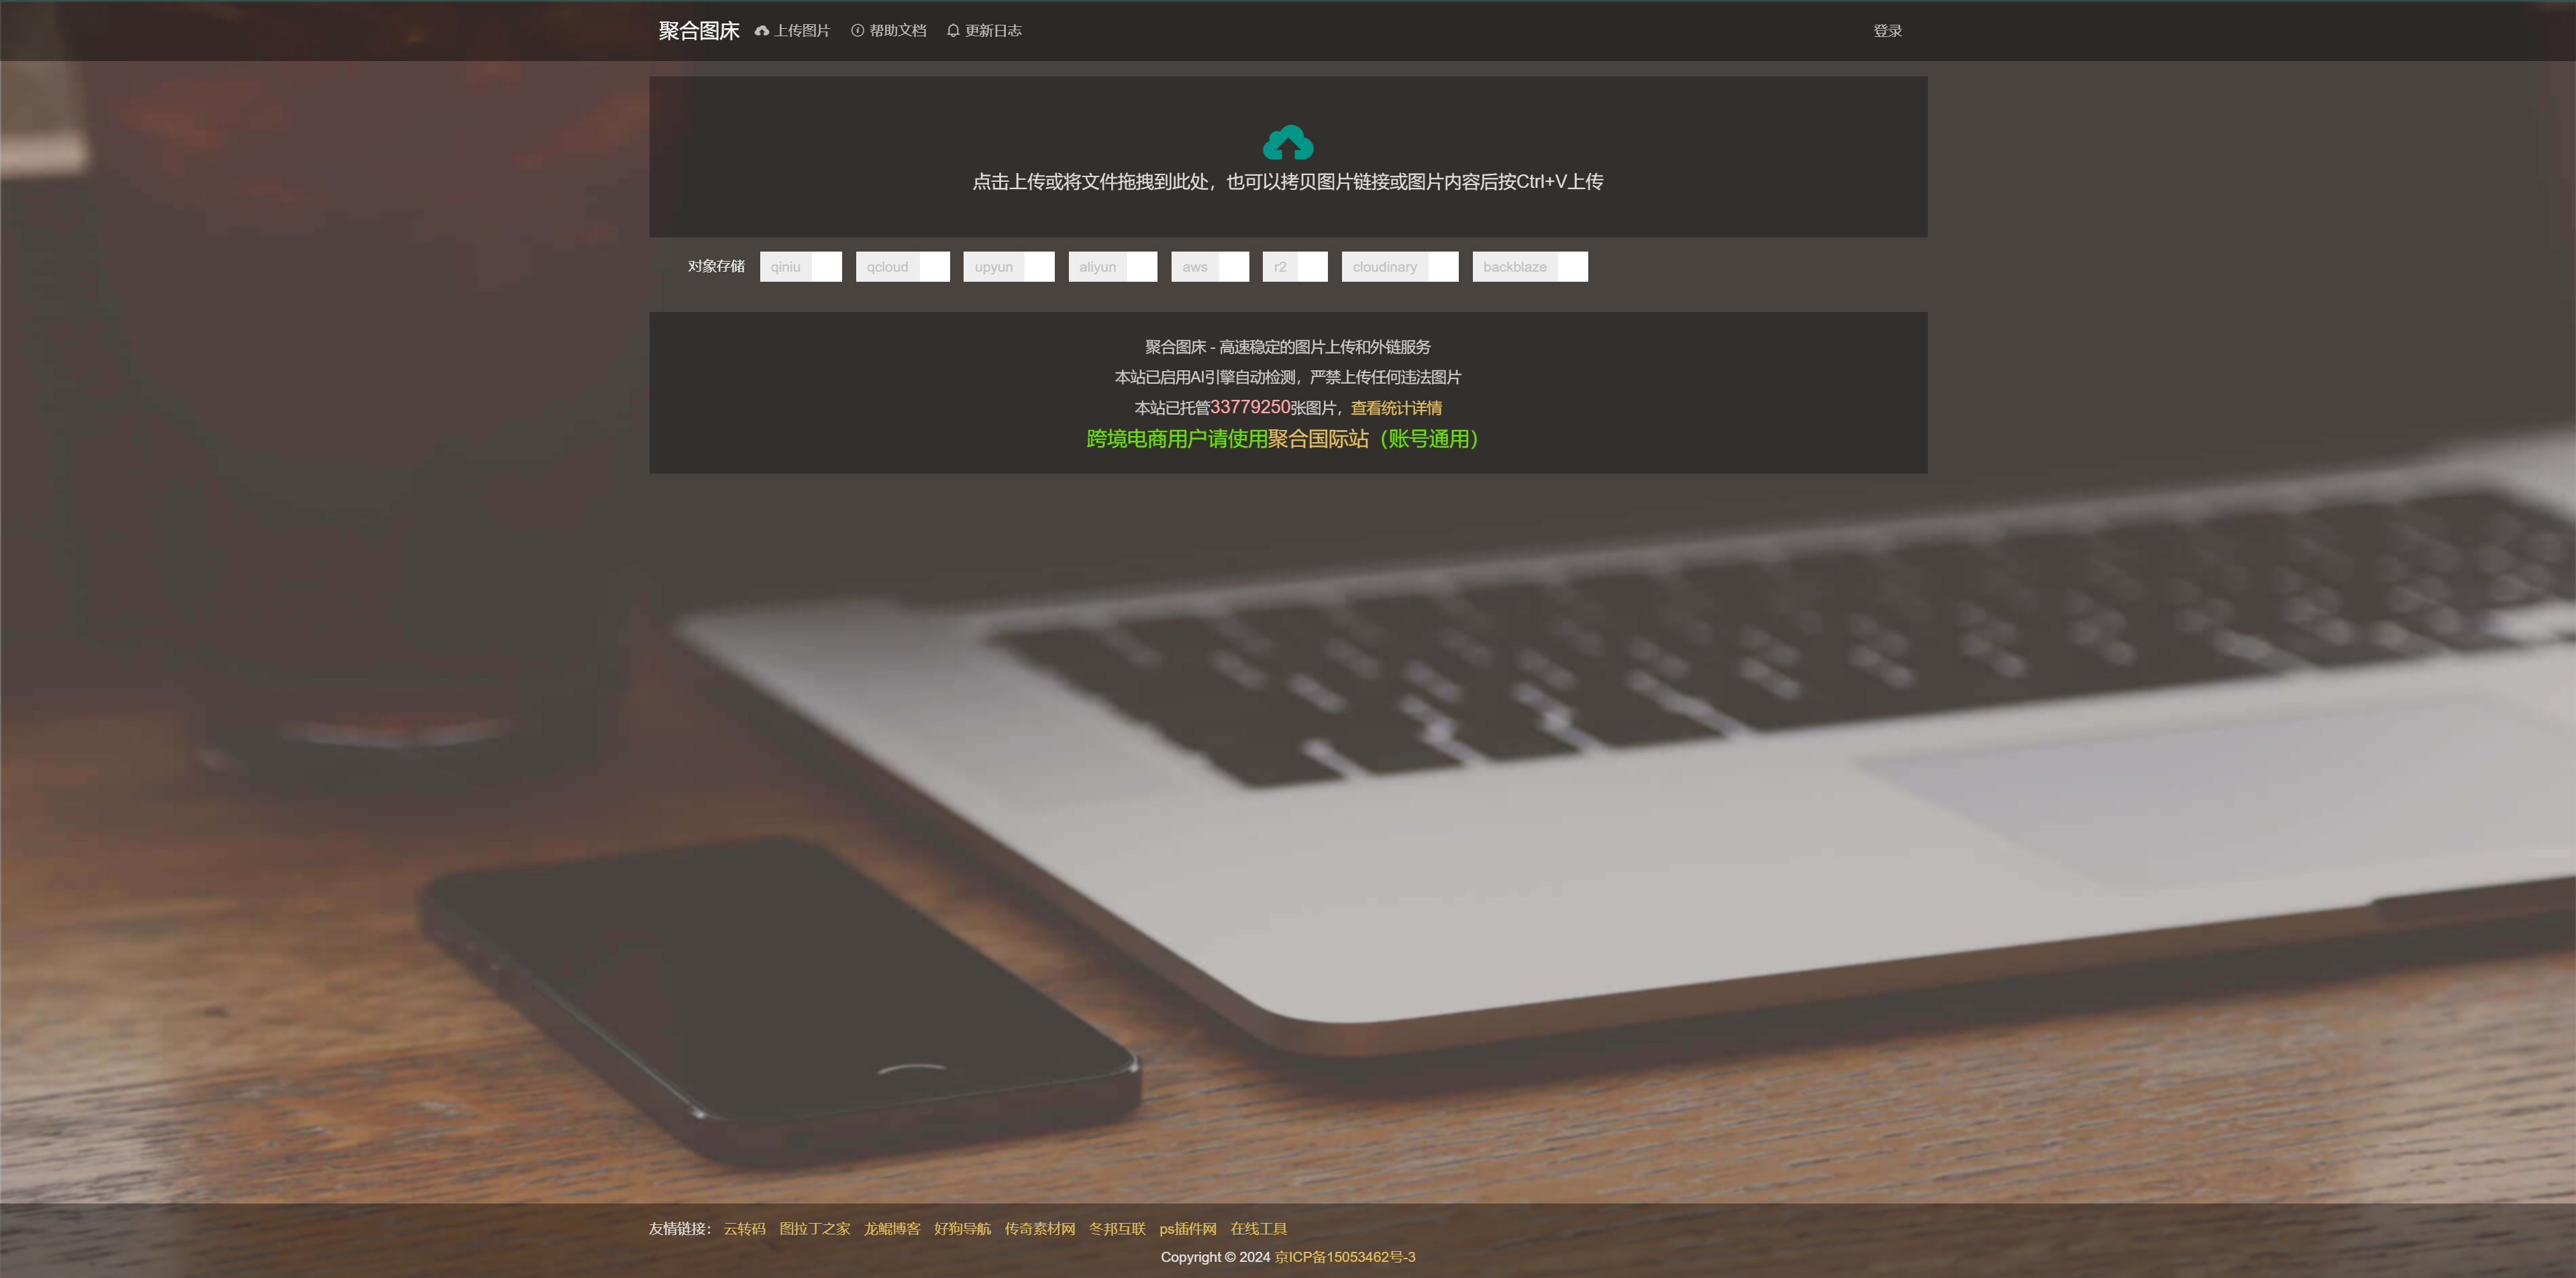 聚合图床 上传图片 帮助文档 更新日志 登录
点击上传或将文件拖拽到此处，也可以拷贝图片链接或图片内容后按Ctrl+V上传
对象存储 qiniu qcloud upyun aliyun aws r2 cloudinary backblaze
聚合图床 - 高速稳定的图片上传和外链服务
本站已启用AI引擎自动检测，严禁上传任何违法图片
本站已托管33779250张图片，查看统计详情
跨境电商用户请使用聚合国际站（账号通用）
友情链接： 云转码 图拉丁之家 龙鲲博客 好狗导航 传奇素材网 冬邦互联 ps插件网 在线工具
Copyright © 2024 京ICP备15053462号-3